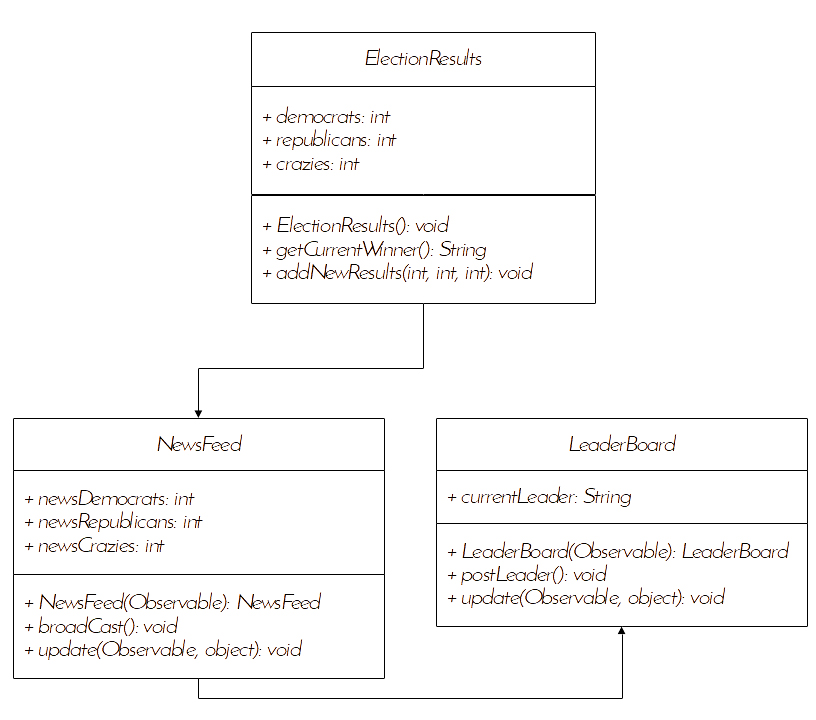 ElectionResults
+ democrats: int
+ republicans: int
+ crazies: int
+ ElectionResults(): void
+ getCurrentWinner(): String
+ addNewResults(int, int, int): void
NewsFeed
+ newsDemocrats: int
+ newsRepublicans: int
+ newsCrazies: int
+ NewsFeed(Observable): NewsFeed
+ broadCast(): void
+ update(Observable, object): void
LeaderBoard
+ currentLeader: String
+ LeaderBoard(Observable): LeaderBoard
+ postLeader(): void
+ update(Observable, object): void